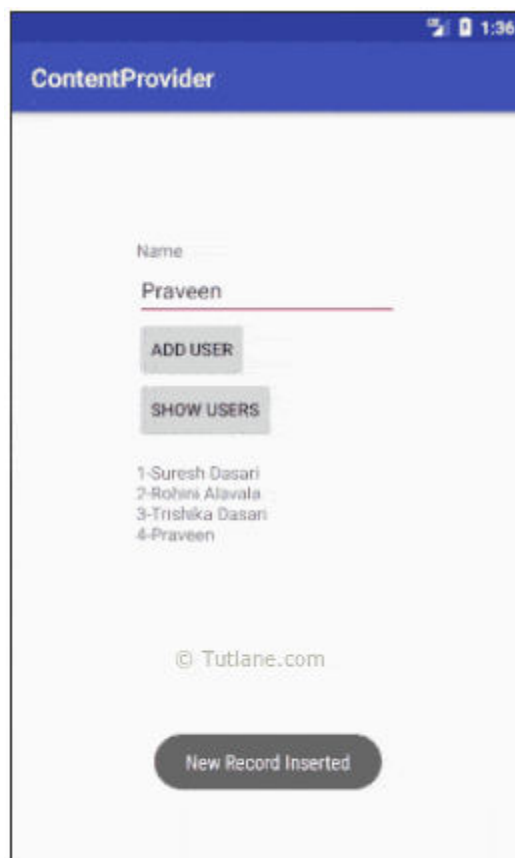 1:36
ContentProvider
Name
Praveen
ADD USER
SHOW USERS
1-Suresh Dasari
2-Rohini Alavala
3-Trishika Dasari
4-Praveen
© Tutlane.com
New Record Inserted